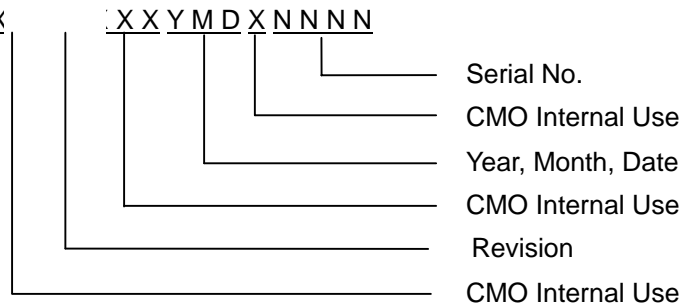 X X Y M D X N N N N
Serial No.
CMO Internal Use
Year, Month, Date
CMO Internal Use
Revision
CMO Internal Use